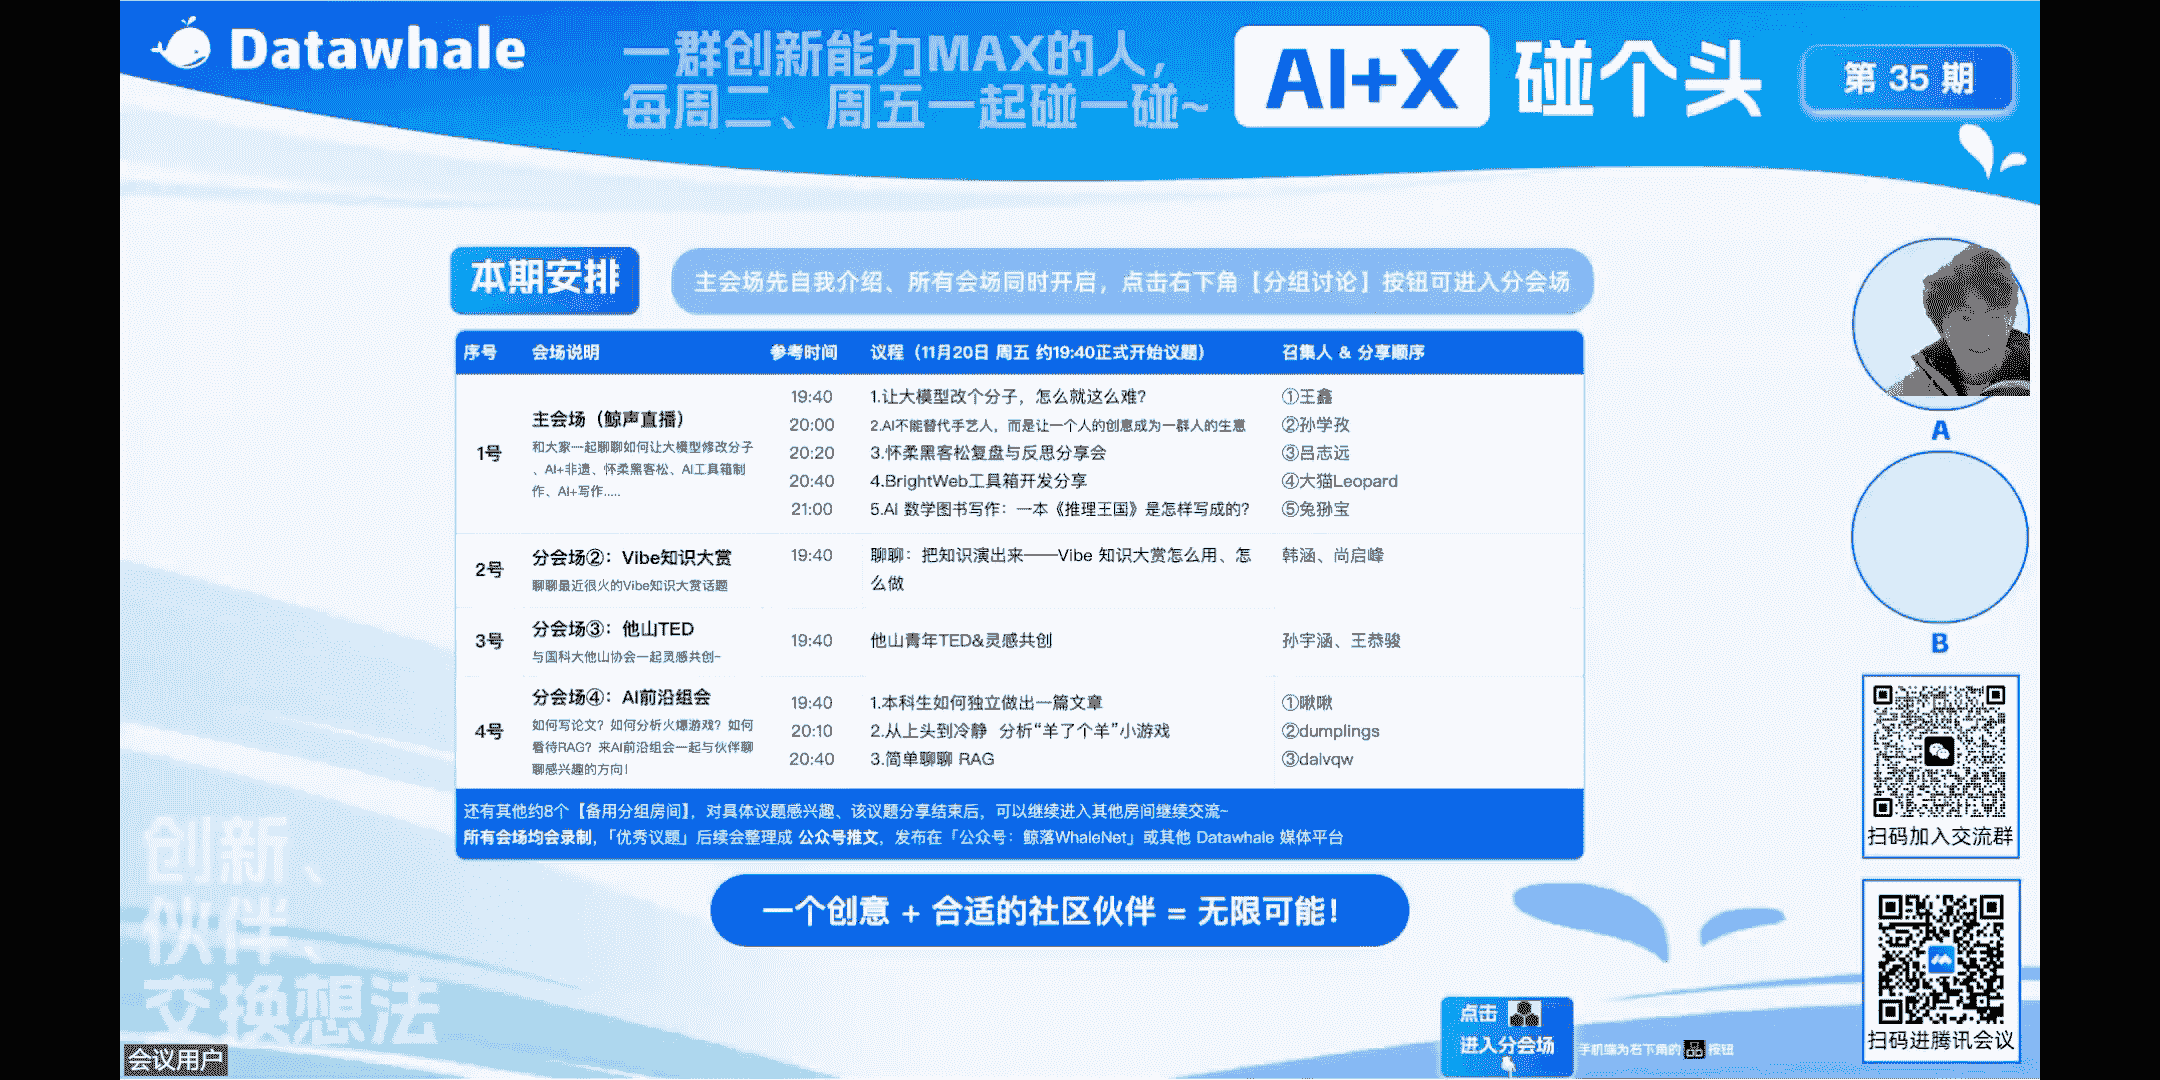 Datawhale
一群创新能力MAX的人，
每周二、周五一起碰一碰~
AI+X 碰个头
第 35 期
本期安排
主会场先自我介绍、所有会场同时开启，点击右下角【分组讨论】按钮可进入分会场
序号 会场说明 参考时间 议程（11月20日 周五 约19:40正式开始议题） 召集人 & 分享顺序
1号
主会场（鲸声直播）
和大家一起聊聊如何让大模型修改分子
、AI+非遗、怀柔黑客松、AI工具箱制
作、AI+写作.....
19:40 1.让大模型改个分子，怎么就这么难？ ①王鑫
20:00 2.AI不能替代手艺人，而是让一个人的创意成为一群人的生意 ②孙学孜
20:20 3.怀柔黑客松复盘与反思分享会 ③吕志远
20:40 4.BrightWeb工具箱开发分享 ④大猫Leopard
21:00 5.AI 数学图书写作：一本《推理王国》是怎样写成的？ ⑤兔狲宝
2号
分会场②：Vibe知识大赏
聊聊最近很火的Vibe知识大赏话题
19:40 聊聊：把知识演出来——Vibe 知识大赏怎么用、怎
么做
韩涵、尚启峰
3号
分会场③：他山TED
与国科大他山协会一起灵感共创~
19:40 他山青年TED&灵感共创 孙宇涵、王恭骏
4号
分会场④：AI前沿组会
如何写论文？如何分析火爆游戏？如何
看待RAG？来AI前沿组会一起与伙伴聊
聊感兴趣的方向！
19:40 1.本科生如何独立做出一篇文章 ①啾啾
20:10 2.从上头到冷静 分析“羊了个羊”小游戏 ②dumplings
20:40 3.简单聊聊 RAG ③dalvqw
还有其他约8个【备用分组房间】，对具体议题感兴趣、该议题分享结束后，可以继续进入其他房间继续交流~
所有会场均会录制，「优秀议题」后续会整理成 公众号推文，发布在「公众号：鲸落WhaleNet」或其他 Datawhale 媒体平台
一个创意 + 合适的社区伙伴 = 无限可能！
创新、
伙伴、
交换想法
A
B
扫码加入交流群
扫码进腾讯会议
点击
进入分会场
手机端为右下角的 按钮
会议用户